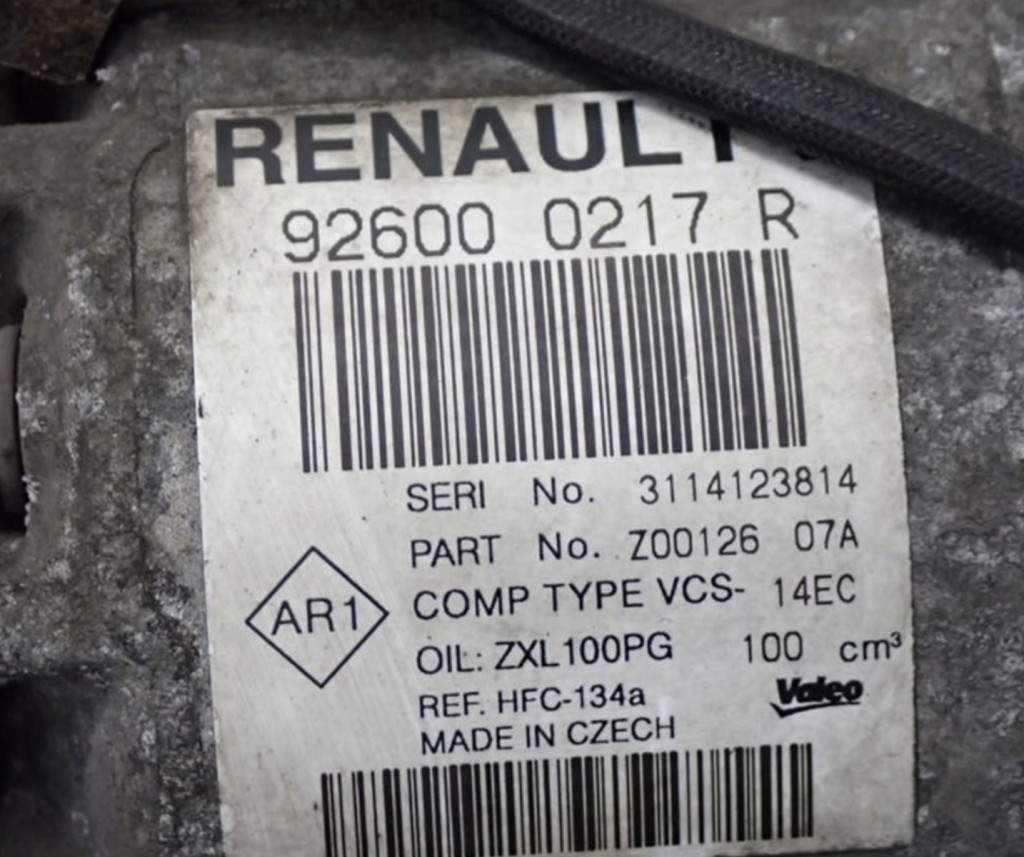 RENAULT
92600 0217 R
SERI No. 3114123814
PART No. Z00126 07A
AR1
COMP TYPE VCS- 14EC
OIL: ZXL100PG 100 cm³
REF. HFC-134a
Valeo
MADE IN CZECH